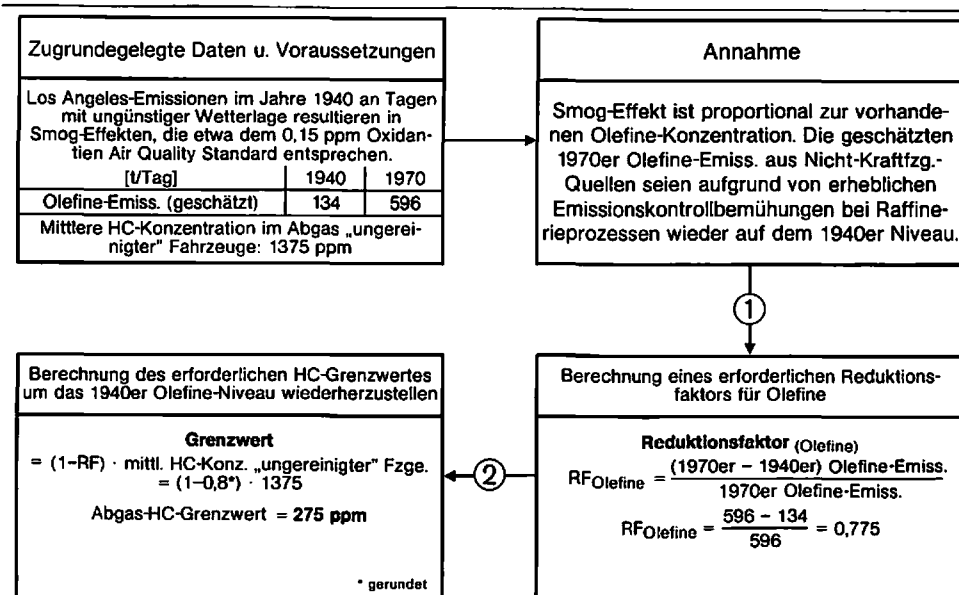 Zugrundegelegte Daten u. Voraussetzungen
Los Angeles-Emissionen im Jahre 1940 an Tagen
mit ungünstiger Wetterlage resultieren in
Smog-Effekten, die etwa dem 0,15 ppm Oxidan-
tien Air Quality Standard entsprechen.
[t/Tag] 1940 1970
Olefine-Emiss. (geschätzt) 134 596
Mittlere HC-Konzentration im Abgas „ungerei-
nigter" Fahrzeuge: 1375 ppm
Annahme
Smog-Effekt ist proportional zur vorhande-
nen Olefine-Konzentration. Die geschätzten
1970er Olefine-Emiss. aus Nicht-Kraftfzg.-
Quellen seien aufgrund von erheblichen
Emissionskontrollbemühungen bei Raffine-
rieprozessen wieder auf dem 1940er Niveau.
1
Berechnung eines erforderlichen Reduktions-
faktors für Olefine
Reduktionsfaktor (Olefine)
RF Olefine = (1970er – 1940er) Olefine-Emiss.
1970er Olefine-Emiss.
RF Olefine = 596 – 134 = 0,775
596
2
Berechnung des erforderlichen HC-Grenzwertes
um das 1940er Olefine-Niveau wiederherzustellen
Grenzwert
= (1–RF) · mittl. HC-Konz. „ungereinigter" Fzge.
= (1–0,8*) · 1375
Abgas-HC-Grenzwert = 275 ppm
* gerundet